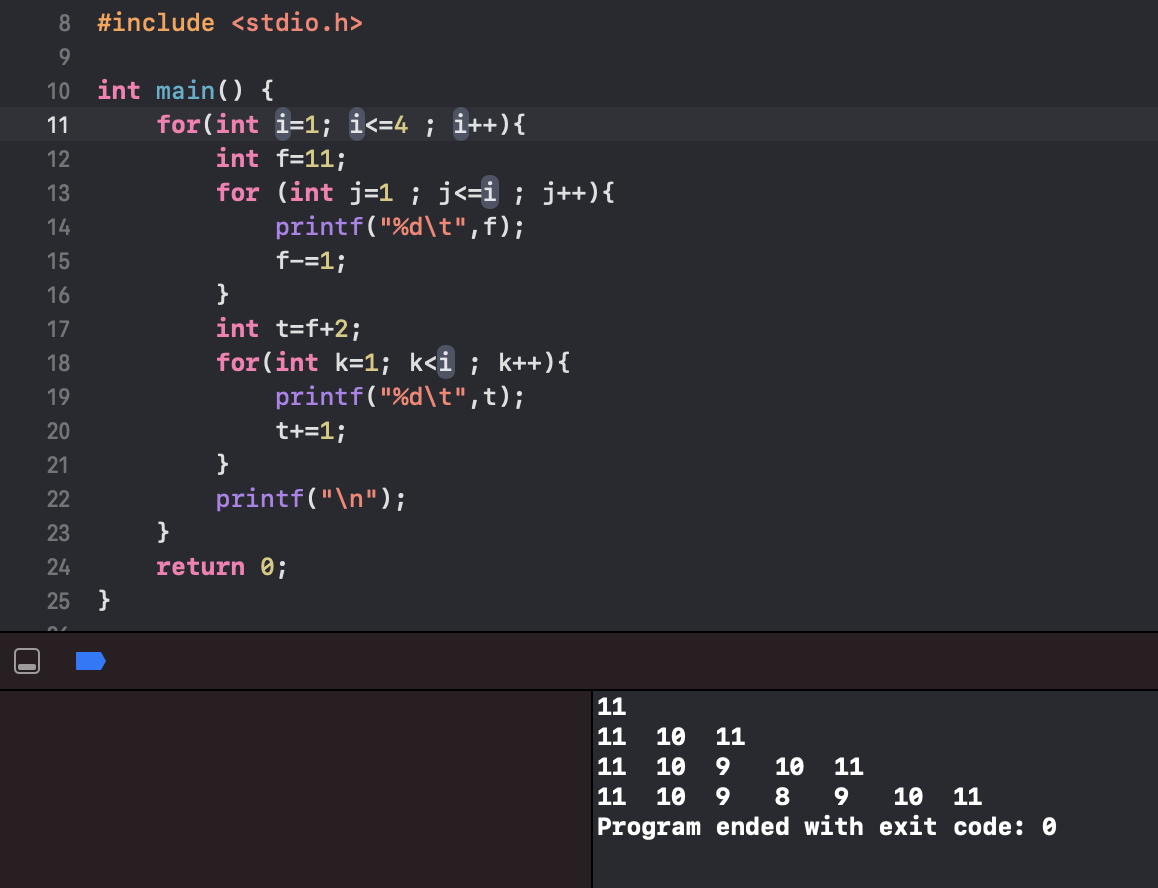 8 #include <stdio.h>
9
10 int main() {
11     for(int i=1; i<=4 ; i++){
12         int f=11;
13         for (int j=1 ; j<=i ; j++){
14             printf("%d\t",f);
15             f-=1;
16         }
17         int t=f+2;
18         for(int k=1; k<i ; k++){
19             printf("%d\t",t);
20             t+=1;
21         }
22         printf("\n");
23     }
24     return 0;
25 }
11
11  10  11
11  10  9   10  11
11  10  9   8   9   10  11
Program ended with exit code: 0